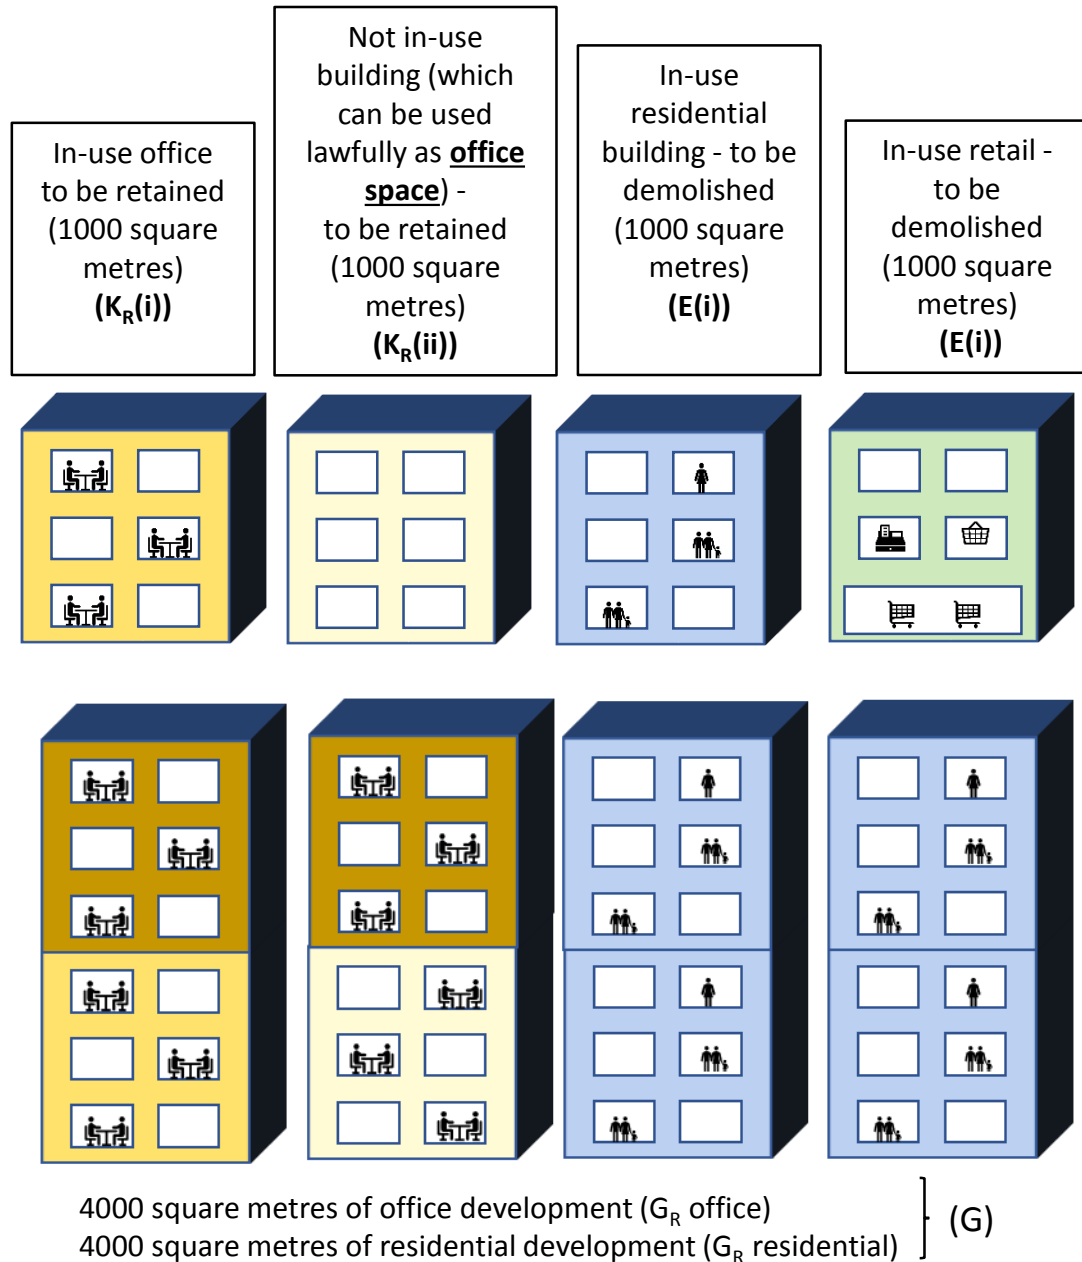 In-use office
to be retained
(1000 square
metres)
(KR(i))
Not in-use
building (which
can be used
lawfully as office
space) -
to be retained
(1000 square
metres)
(KR(ii))
In-use
residential
building - to be
demolished
(1000 square
metres)
(E(i))
In-use retail -
to be
demolished
(1000 square
metres)
(E(i))
4000 square metres of office development (GR office)
4000 square metres of residential development (GR residential)
(G)